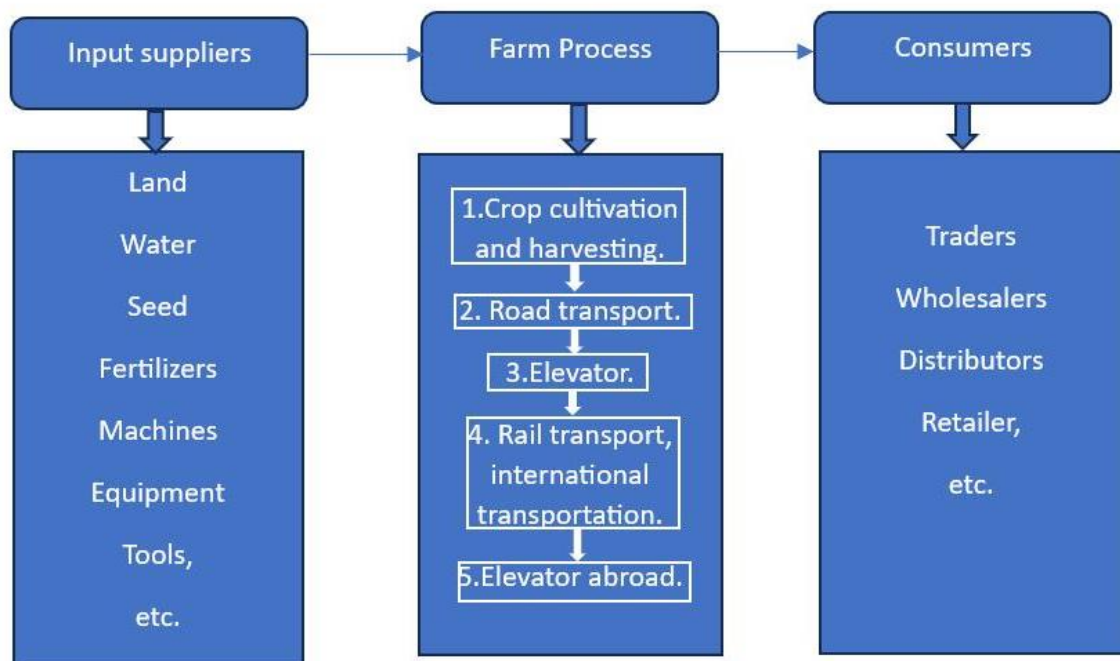 Input suppliers
Land
Water
Seed
Fertilizers
Machines
Equipment
Tools,
etc.
Farm Process
1.Crop cultivation
and harvesting.
2. Road transport.
3.Elevator.
4. Rail transport,
international
transportation.
5.Elevator abroad.
Consumers
Traders
Wholesalers
Distributors
Retailer,
etc.